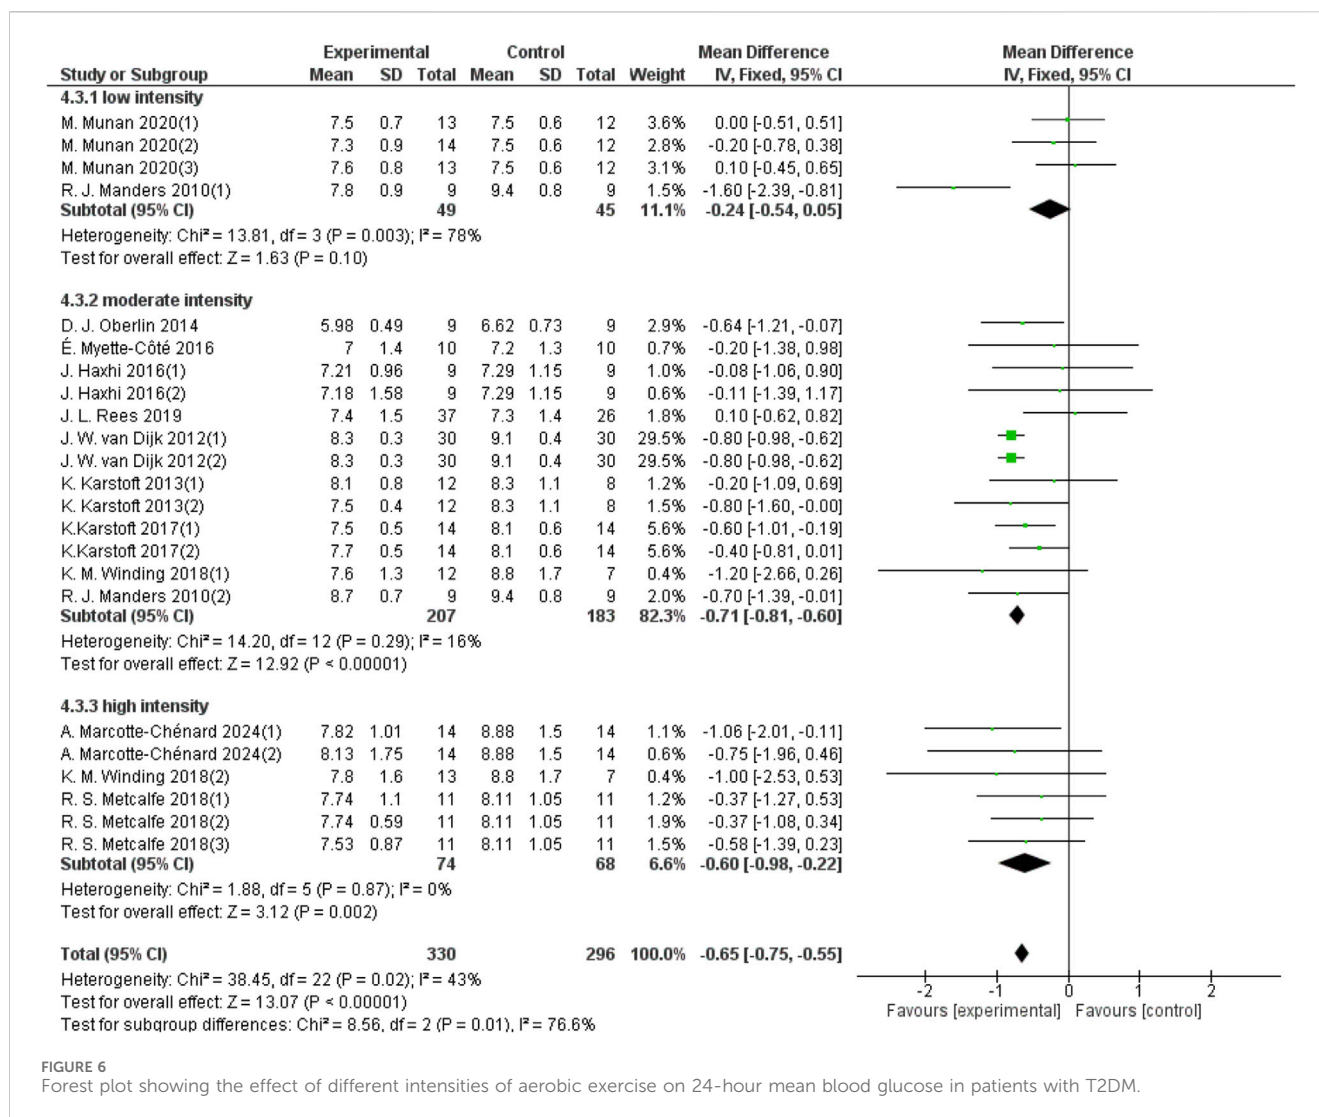 Experimental Control Mean Difference Mean Difference
Study or Subgroup Mean SD Total Mean SD Total Weight IV, Fixed, 95% CI IV, Fixed, 95% CI
4.3.1 low intensity
M. Munan 2020(1) 7.5 0.7 13 7.5 0.6 12 3.6% 0.00 [-0.51, 0.51]
M. Munan 2020(2) 7.3 0.9 14 7.5 0.6 12 2.8% -0.20 [-0.78, 0.38]
M. Munan 2020(3) 7.6 0.8 13 7.5 0.6 12 3.1% 0.10 [-0.45, 0.65]
R. J. Manders 2010(1) 7.8 0.9 9 9.4 0.8 9 1.5% -1.60 [-2.39, -0.81]
Subtotal (95% CI) 49 45 11.1% -0.24 [-0.54, 0.05]
Heterogeneity: Chi² = 13.81, df = 3 (P = 0.003); I² = 78%
Test for overall effect: Z = 1.63 (P = 0.10)
4.3.2 moderate intensity
D. J. Oberlin 2014 5.98 0.49 9 6.62 0.73 9 2.9% -0.64 [-1.21, -0.07]
É. Myette-Côté 2016 7 1.4 10 7.2 1.3 10 0.7% -0.20 [-1.38, 0.98]
J. Haxhi 2016(1) 7.21 0.96 9 7.29 1.15 9 1.0% -0.08 [-1.06, 0.90]
J. Haxhi 2016(2) 7.18 1.58 9 7.29 1.15 9 0.6% -0.11 [-1.39, 1.17]
J. L. Rees 2019 7.4 1.5 37 7.3 1.4 26 1.8% 0.10 [-0.62, 0.82]
J. W. van Dijk 2012(1) 8.3 0.3 30 9.1 0.4 30 29.5% -0.80 [-0.98, -0.62]
J. W. van Dijk 2012(2) 8.3 0.3 30 9.1 0.4 30 29.5% -0.80 [-0.98, -0.62]
K. Karstoft 2013(1) 8.1 0.8 12 8.3 1.1 8 1.2% -0.20 [-1.09, 0.69]
K. Karstoft 2013(2) 7.5 0.4 12 8.3 1.1 8 1.5% -0.80 [-1.60, -0.00]
K.Karstoft 2017(1) 7.5 0.5 14 8.1 0.6 14 5.6% -0.60 [-1.01, -0.19]
K.Karstoft 2017(2) 7.7 0.5 14 8.1 0.6 14 5.6% -0.40 [-0.81, 0.01]
K. M. Winding 2018(1) 7.6 1.3 12 8.8 1.7 7 0.4% -1.20 [-2.66, 0.26]
R. J. Manders 2010(2) 8.7 0.7 9 9.4 0.8 9 2.0% -0.70 [-1.39, -0.01]
Subtotal (95% CI) 207 183 82.3% -0.71 [-0.81, -0.60]
Heterogeneity: Chi² = 14.20, df = 12 (P = 0.29); I² = 16%
Test for overall effect: Z = 12.92 (P < 0.00001)
4.3.3 high intensity
A. Marcotte-Chénard 2024(1) 7.82 1.01 14 8.88 1.5 14 1.1% -1.06 [-2.01, -0.11]
A. Marcotte-Chénard 2024(2) 8.13 1.75 14 8.88 1.5 14 0.6% -0.75 [-1.96, 0.46]
K. M. Winding 2018(2) 7.8 1.6 13 8.8 1.7 7 0.4% -1.00 [-2.53, 0.53]
R. S. Metcalfe 2018(1) 7.74 1.1 11 8.11 1.05 11 1.2% -0.37 [-1.27, 0.53]
R. S. Metcalfe 2018(2) 7.74 0.59 11 8.11 1.05 11 1.9% -0.37 [-1.08, 0.34]
R. S. Metcalfe 2018(3) 7.53 0.87 11 8.11 1.05 11 1.5% -0.58 [-1.39, 0.23]
Subtotal (95% CI) 74 68 6.6% -0.60 [-0.98, -0.22]
Heterogeneity: Chi² = 1.88, df = 5 (P = 0.87); I² = 0%
Test for overall effect: Z = 3.12 (P = 0.002)
Total (95% CI) 330 296 100.0% -0.65 [-0.75, -0.55]
Heterogeneity: Chi² = 38.45, df = 22 (P = 0.02); I² = 43%
Test for overall effect: Z = 13.07 (P < 0.00001)
Test for subgroup differences: Chi² = 8.56, df = 2 (P = 0.01), I² = 76.6%
-2 -1 0 1 2
Favours [experimental] Favours [control]
FIGURE 6
Forest plot showing the effect of different intensities of aerobic exercise on 24-hour mean blood glucose in patients with T2DM.